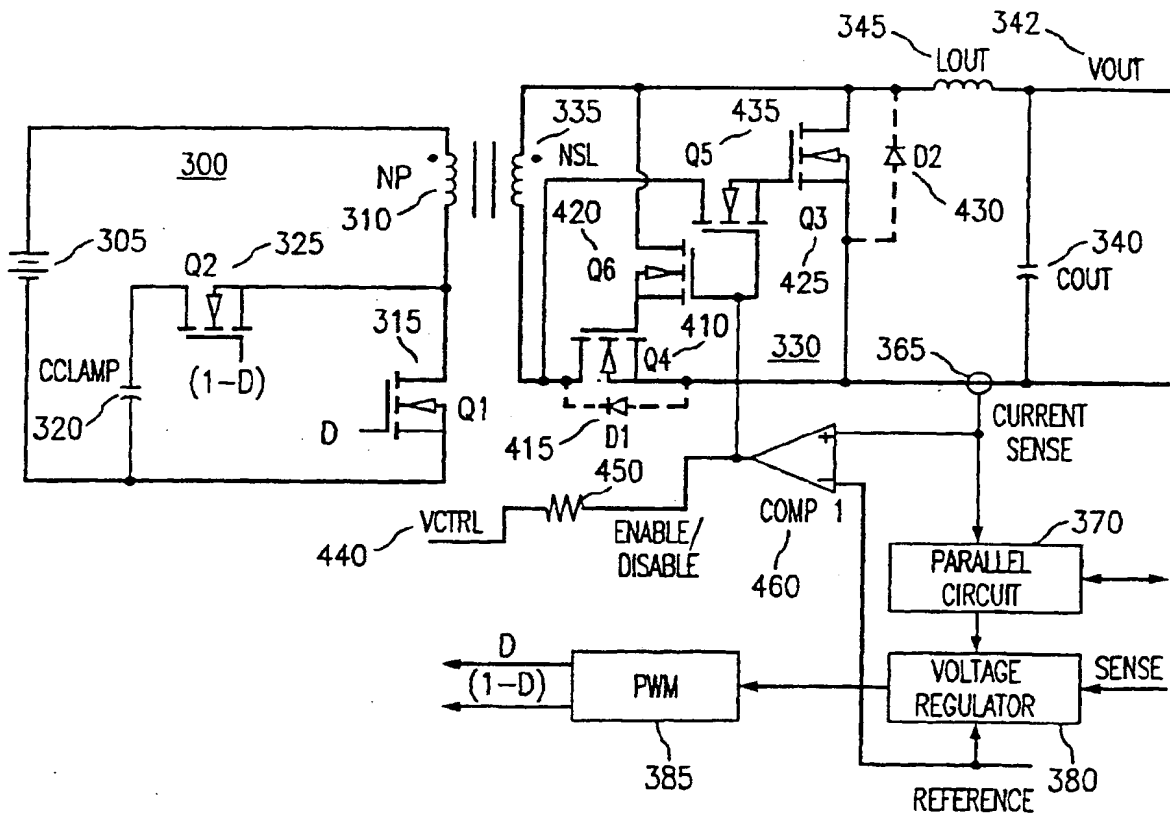 345
342
LOUT
VOUT
335
435
300
NP
NSL
Q5
D2
310
420
430
305
Q2
325
Q6
Q3
425
340
COUT
315
410
330
365
CCLAMP
(1-D)
Q4
320
D
Q1
415
D1
CURRENT
SENSE
450
+
−
VCTRL
ENABLE/
DISABLE
COMP 1
440
460
370
PARALLEL
CIRCUIT
D
(1-D)
PWM
VOLTAGE
REGULATOR
SENSE
385
380
REFERENCE